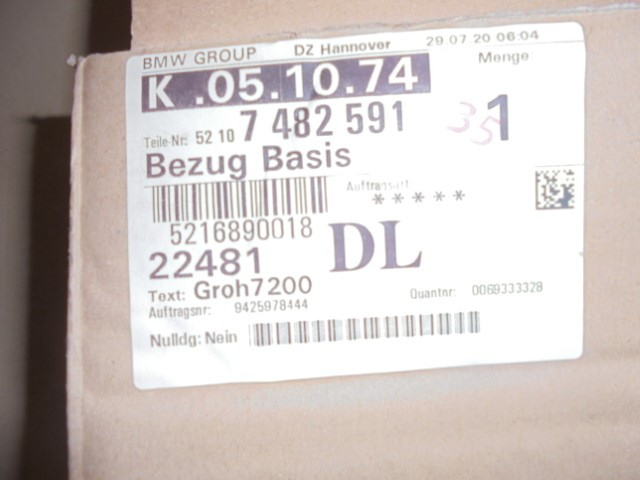 BMW GROUP DZ Hannover 29.07.20 06:04
K .05.10.74 Menge
Teile-Nr: 52 10 7 482 591 35 1
Bezug Basis
Auftragsart
* * * * *
5216890018
22481 DL
Text: Groh7200
Auftragsnr: 9425978444 Quantnr: 0069333328
Nulldg: Nein